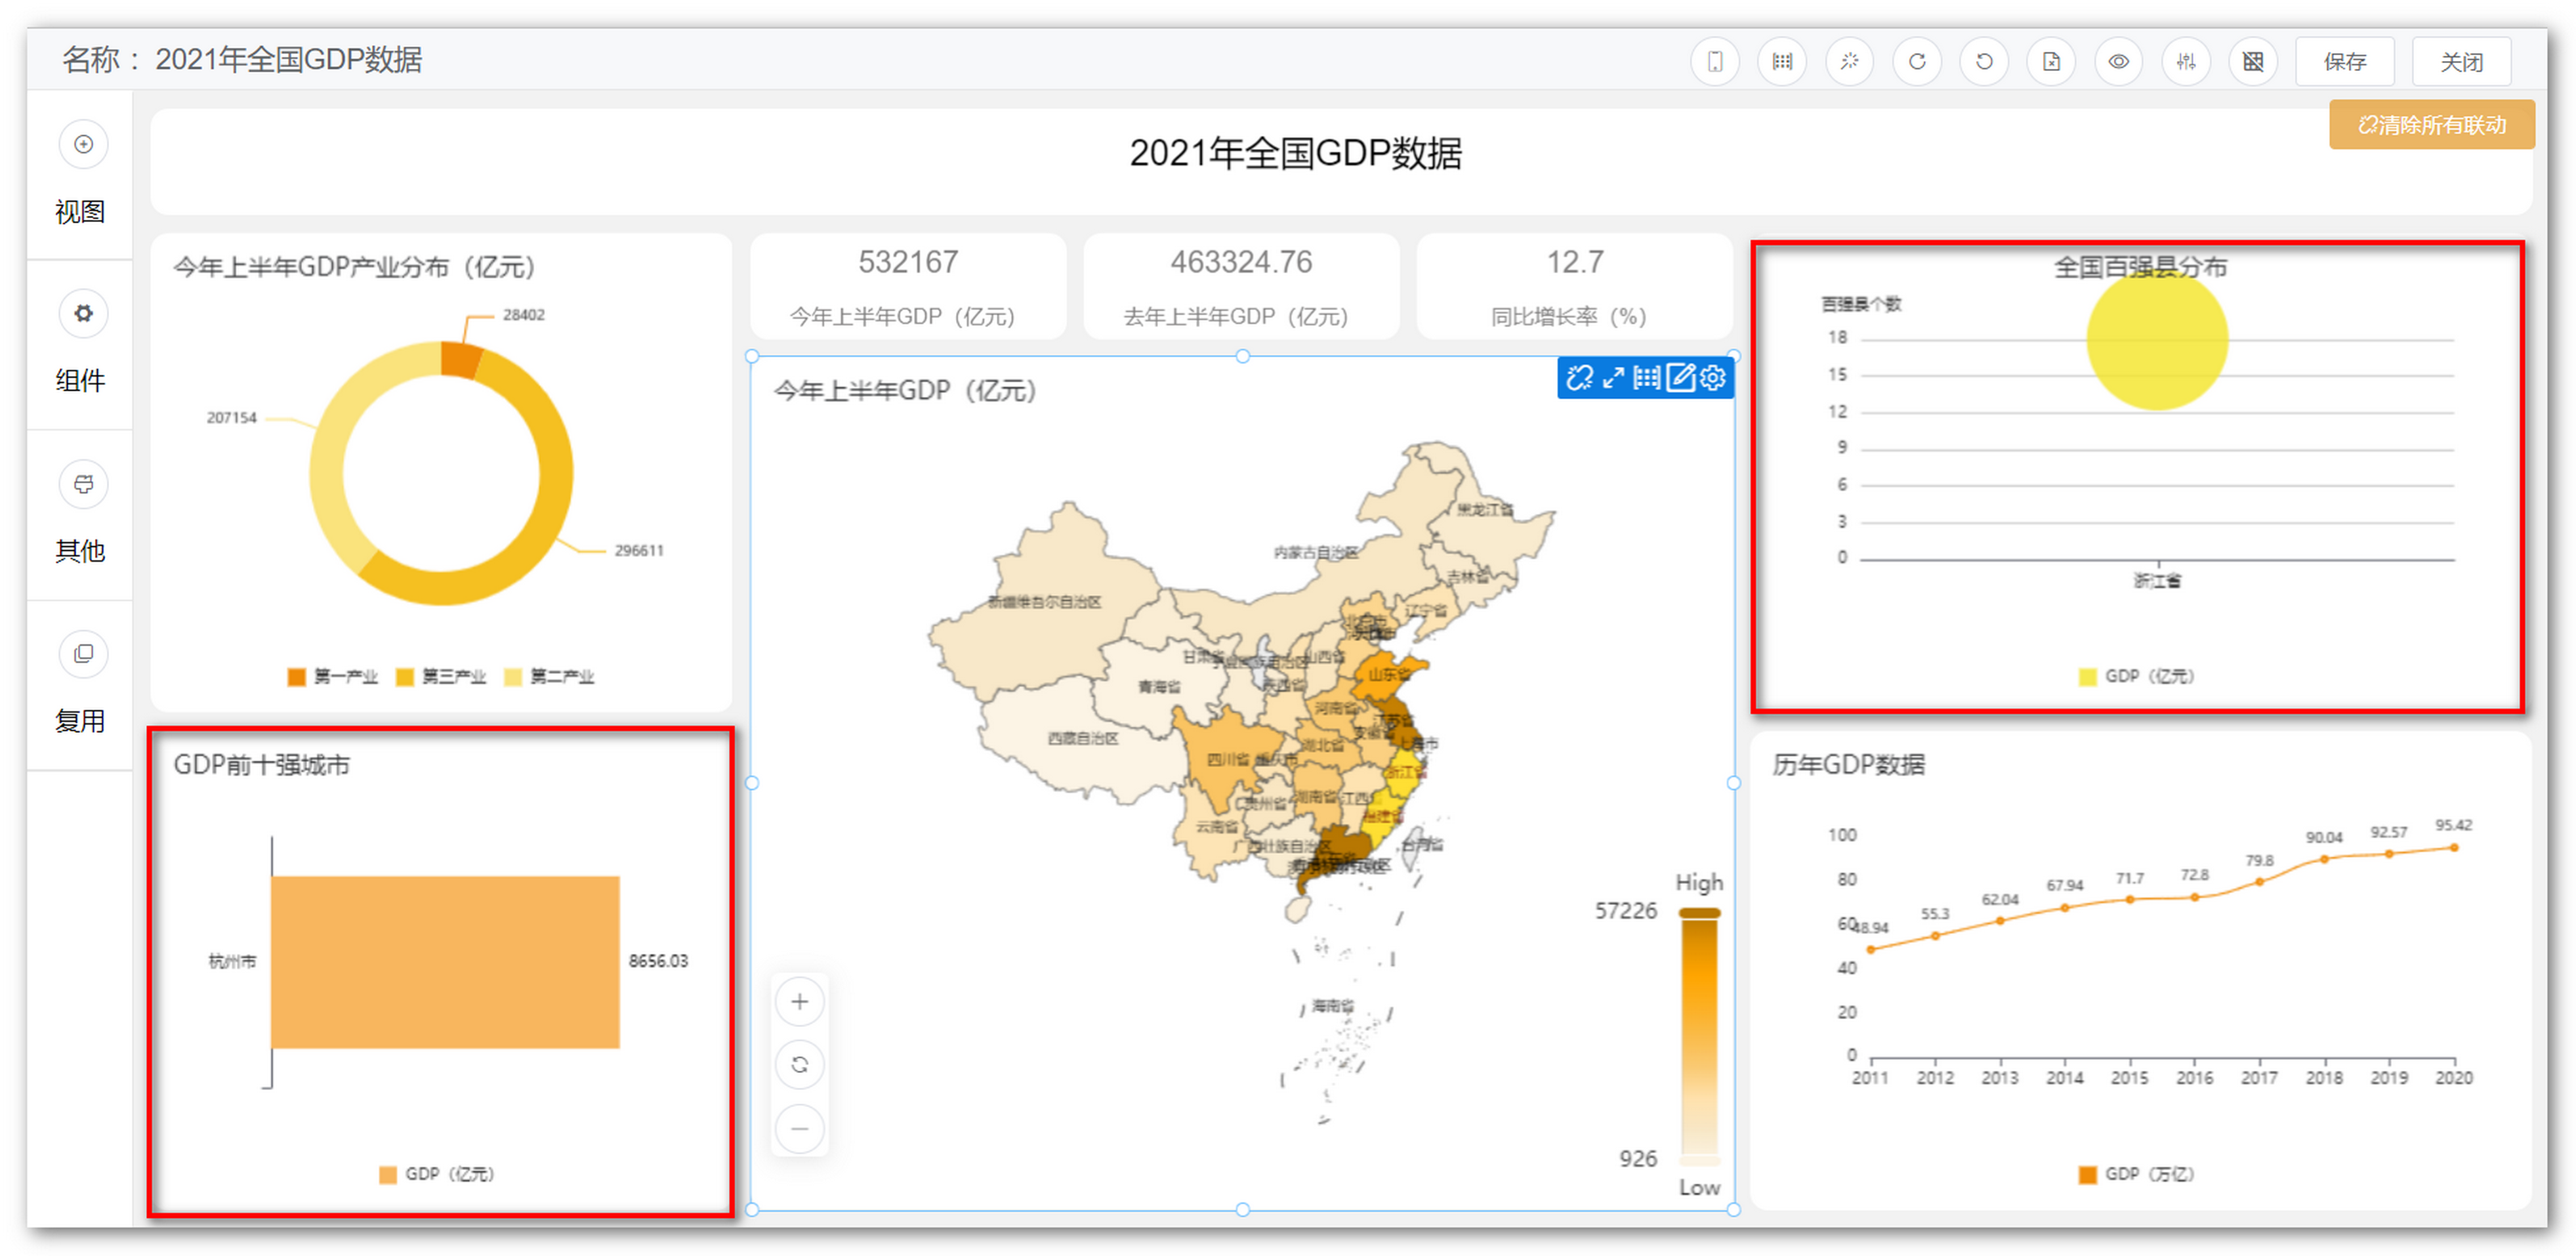 名称： 2021年全国GDP数据
保存
关闭
清除所有联动
视图
组件
其他
复用
2021年全国GDP数据
今年上半年GDP产业分布（亿元）
28402
207154
296611
第一产业 第三产业 第二产业
532167
今年上半年GDP（亿元）
463324.76
去年上半年GDP（亿元）
12.7
同比增长率（%）
全国百强县分布
百强县个数
18
15
12
9
6
3
0
浙江省
GDP（亿元）
GDP前十强城市
杭州市
8656.03
GDP（亿元）
今年上半年GDP（亿元）
黑龙江省
内蒙古自治区
吉林省
新疆维吾尔自治区
辽宁省
北京市
甘肃省
山西省
山东省
青海省
陕西省
河南省
江苏省
西藏自治区
安徽省
上海市
湖北省
四川省
重庆市
浙江省
贵州省
湖南省
江西
福建省
云南省
广西壮族自治区
台湾省
海南省
High
57226
926
Low
历年GDP数据
100
80
60
40
20
0
48.94
55.3
62.04
67.94
71.7
72.8
79.8
90.04
92.57
95.42
2011 2012 2013 2014 2015 2016 2017 2018 2019 2020
GDP（万亿）